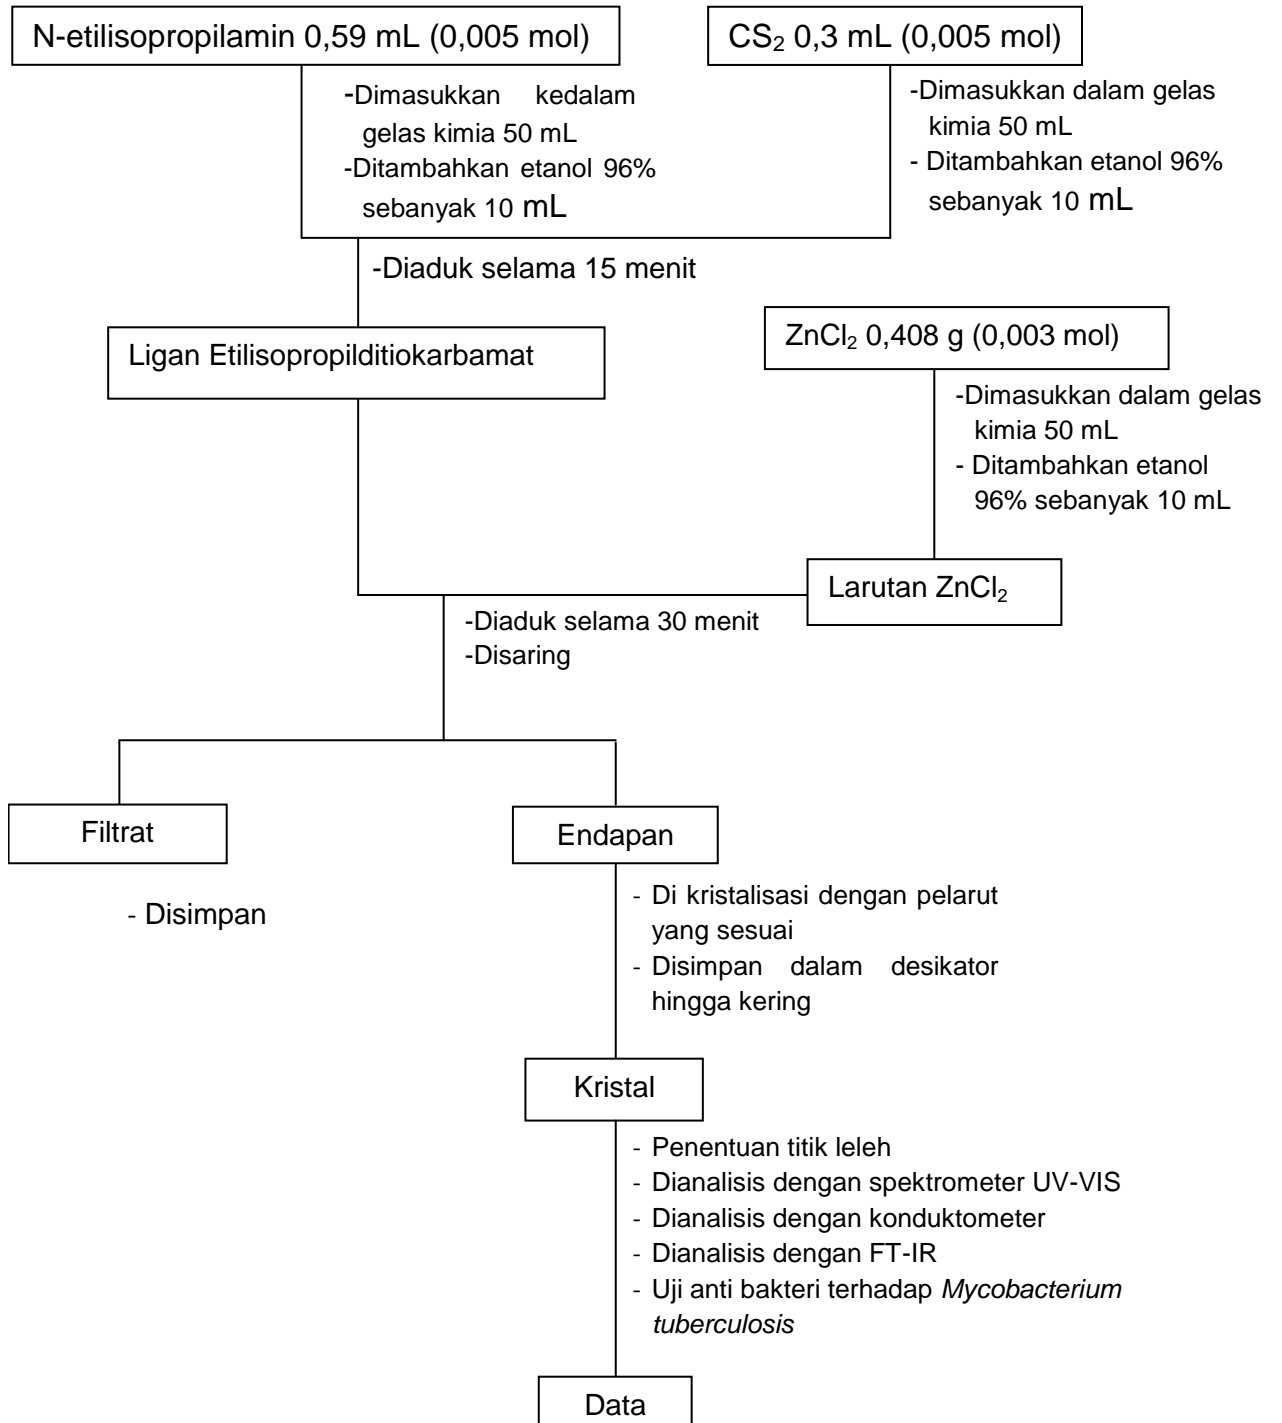 N-etilisopropilamin 0,59 mL (0,005 mol)
CS₂ 0,3 mL (0,005 mol)
-Dimasukkan kedalam
gelas kimia 50 mL
-Ditambahkan etanol 96%
sebanyak 10 mL
-Dimasukkan dalam gelas
kimia 50 mL
- Ditambahkan etanol 96%
sebanyak 10 mL
-Diaduk selama 15 menit
Ligan Etilisopropilditiokarbamat
ZnCl₂ 0,408 g (0,003 mol)
-Dimasukkan dalam gelas
kimia 50 mL
- Ditambahkan etanol
96% sebanyak 10 mL
Larutan ZnCl₂
-Diaduk selama 30 menit
-Disaring
Filtrat
Endapan
- Disimpan
- Di kristalisasi dengan pelarut
yang sesuai
- Disimpan dalam desikator
hingga kering
Kristal
- Penentuan titik leleh
- Dianalisis dengan spektrometer UV-VIS
- Dianalisis dengan konduktometer
- Dianalisis dengan FT-IR
- Uji anti bakteri terhadap Mycobacterium
tuberculosis
Data